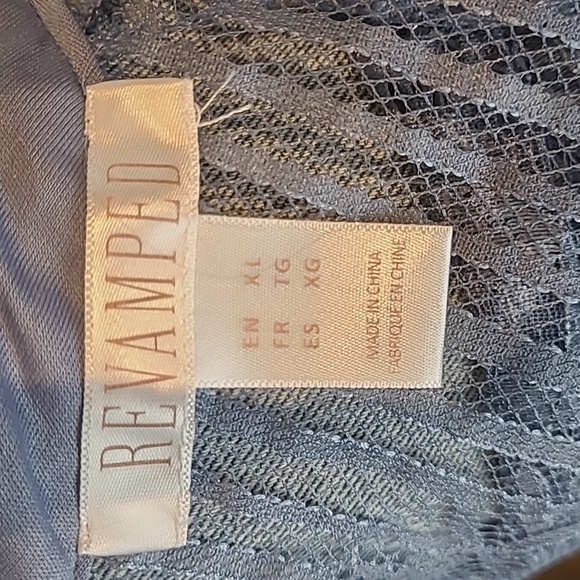 REVAMPED
EN XL
FR TG
ES XG
MADE IN CHINA
FABRIQUE EN CHINE